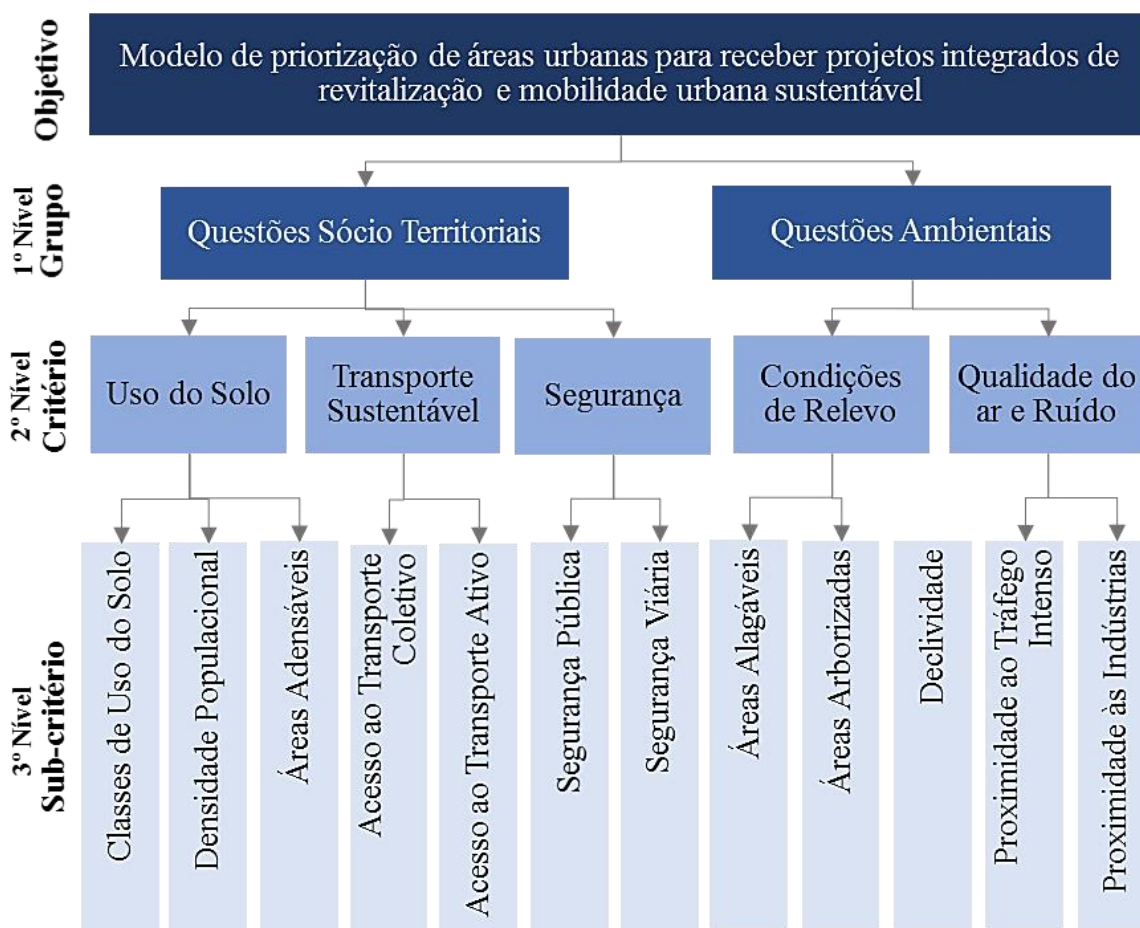 Objetivo
Modelo de priorização de áreas urbanas para receber projetos integrados de
revitalização e mobilidade urbana sustentável
1º Nível
Grupo
Questões Sócio Territoriais
Questões Ambientais
2º Nível
Critério
Uso do Solo
Transporte
Sustentável
Segurança
Condições
de Relevo
Qualidade do
ar e Ruído
3º Nível
Sub-critério
Classes de Uso do Solo
Densidade Populacional
Áreas Adensáveis
Acesso ao Transporte
Coletivo
Acesso ao Transporte Ativo
Segurança Pública
Segurança Viária
Áreas Alagáveis
Áreas Arborizadas
Declividade
Proximidade ao Tráfego
Intenso
Proximidade às Indústrias